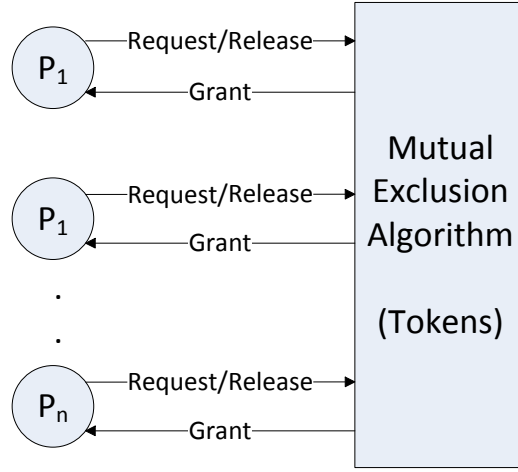 P1
Request/Release
Grant
P1
Request/Release
Grant
.
.
Pn
Request/Release
Grant
Mutual
Exclusion
Algorithm
(Tokens)